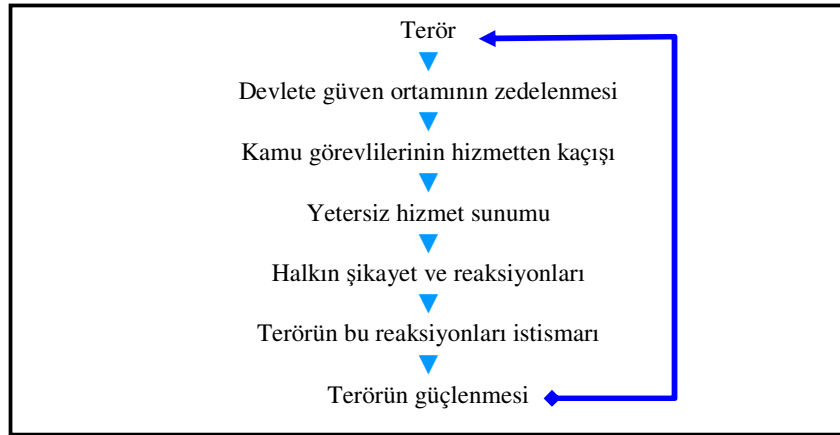 Terör
Devlete güven ortamının zedelenmesi
Kamu görevlilerinin hizmetten kaçışı
Yetersiz hizmet sunumu
Halkın şikayet ve reaksiyonları
Terörün bu reaksiyonları istismarı
Terörün güçlenmesi